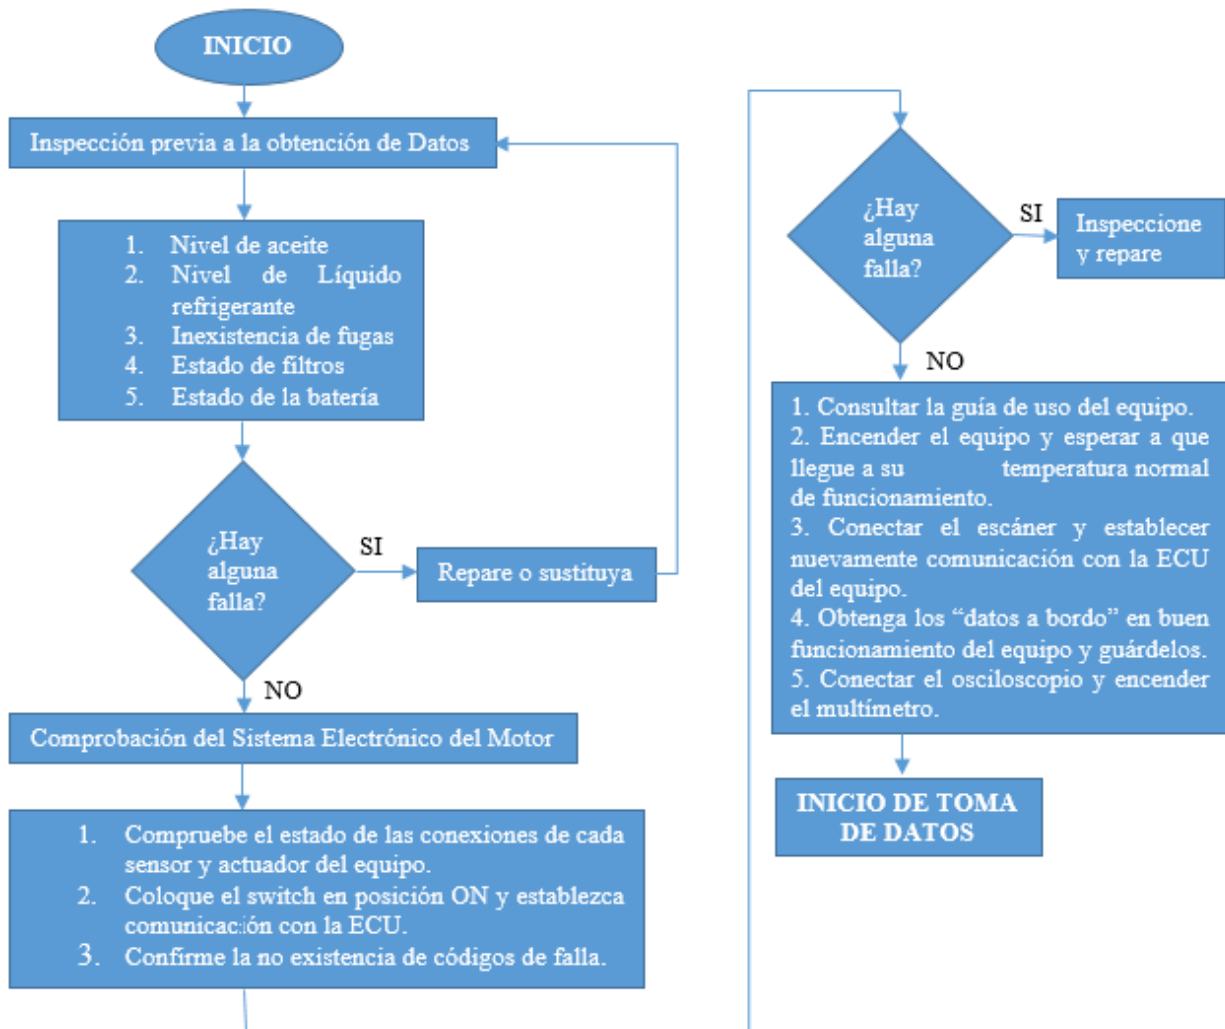 INICIO
Inspección previa a la obtención de Datos
1. Nivel de aceite
2. Nivel de Líquido
refrigerante
3. Inexistencia de fugas
4. Estado de filtros
5. Estado de la batería
¿Hay
alguna
falla?
SI
Repare o sustituya
NO
Comprobación del Sistema Electrónico del Motor
1. Compruebe el estado de las conexiones de cada
sensor y actuador del equipo.
2. Coloque el switch en posición ON y establezca
comunicación con la ECU.
3. Confirme la no existencia de códigos de falla.
¿Hay
alguna
falla?
SI
Inspeccione
y repare
NO
1. Consultar la guía de uso del equipo.
2. Encender el equipo y esperar a que
llegue a su temperatura normal
de funcionamiento.
3. Conectar el escáner y establecer
nuevamente comunicación con la ECU
del equipo.
4. Obtenga los “datos a bordo” en buen
funcionamiento del equipo y guárdelos.
5. Conectar el osciloscopio y encender
el multímetro.
INICIO DE TOMA
DE DATOS